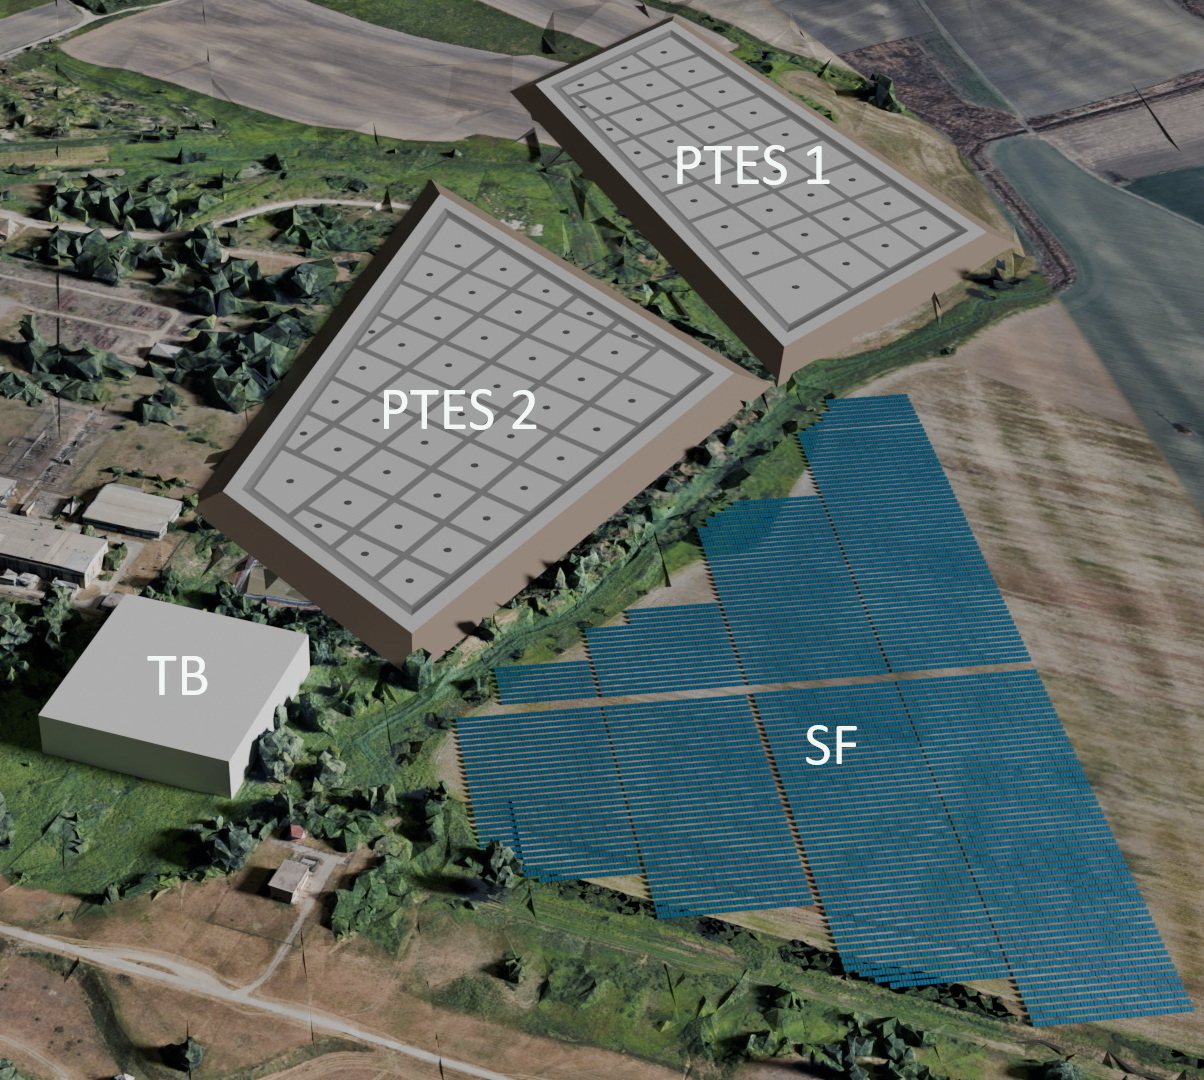 PTES 1
PTES 2
TB
SF